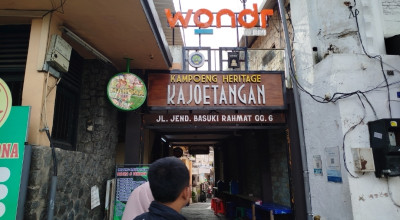 wondr
KAMPOENG HERITAGE
KAJOETANGAN
JL. JEND. BASUKI RAHMAT GG. 6